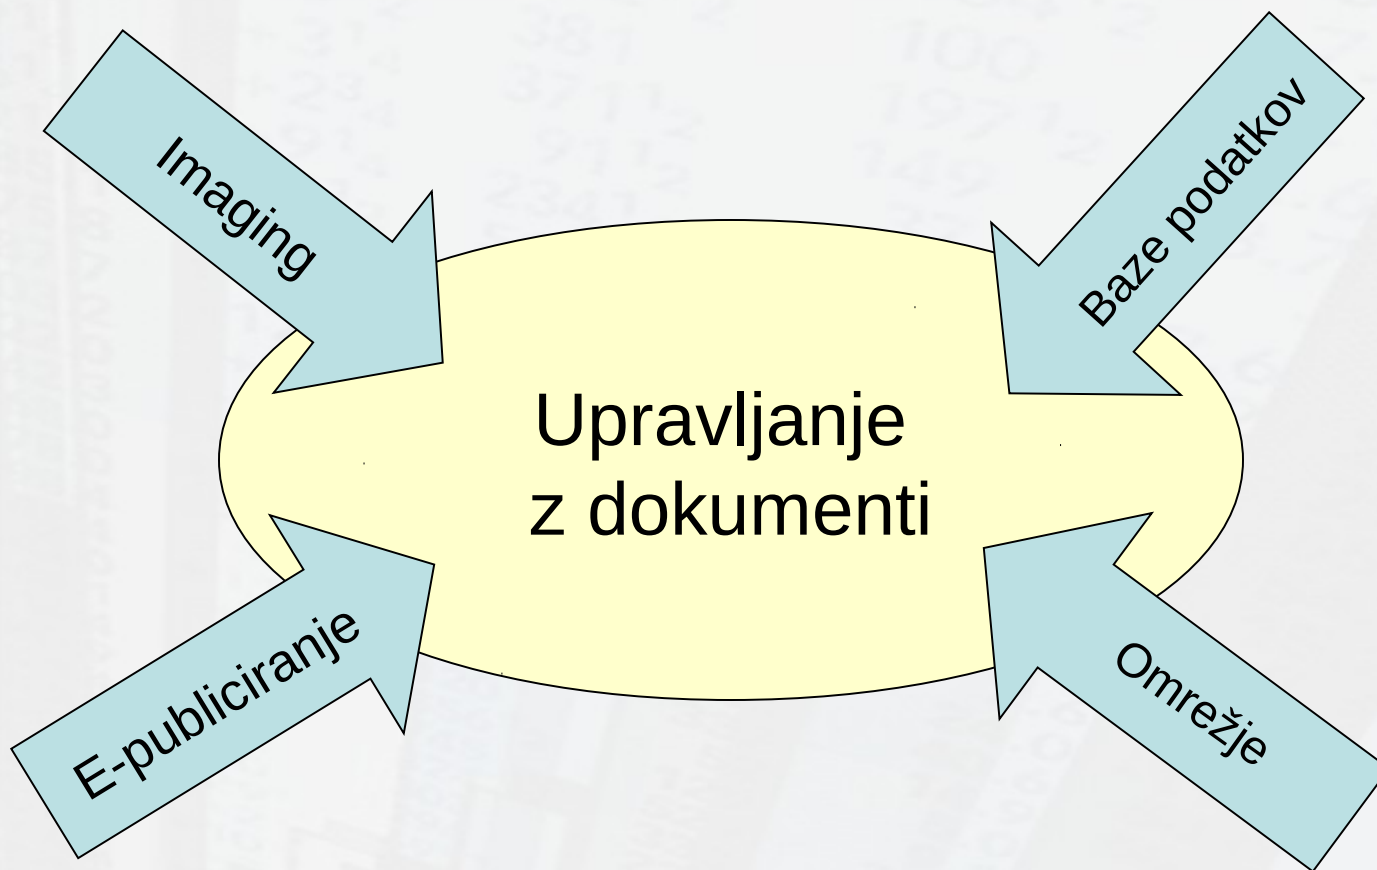 Imaging
Baze podatkov
Upravljanje
z dokumenti
E-publiciranje
Omrežje